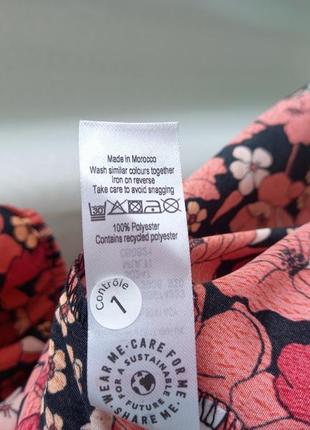 Made in Morocco
Wash similar colours together
Iron on reverse
Take care to avoid snagging
30
100% Polyester
Contains recycled polyester
Contrôle
1
WEAR ME • CARE FOR ME
SHARE ME •
FOR A SUSTAINABLE FUTURE